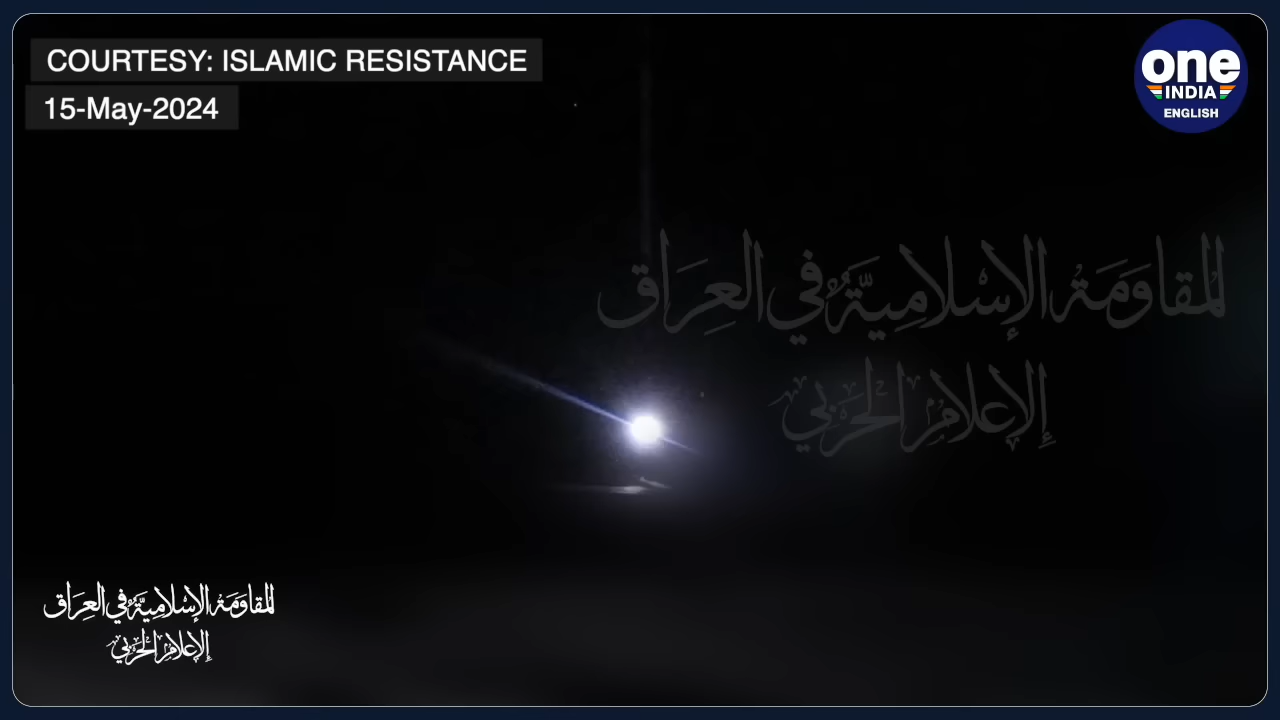 COURTESY: ISLAMIC RESISTANCE
15-May-2024
one
INDIA
ENGLISH
المقاومة الإسلامية في العراق
الإعلام الحربي
المقاومة الإسلامية في العراق
الإعلام الحربي